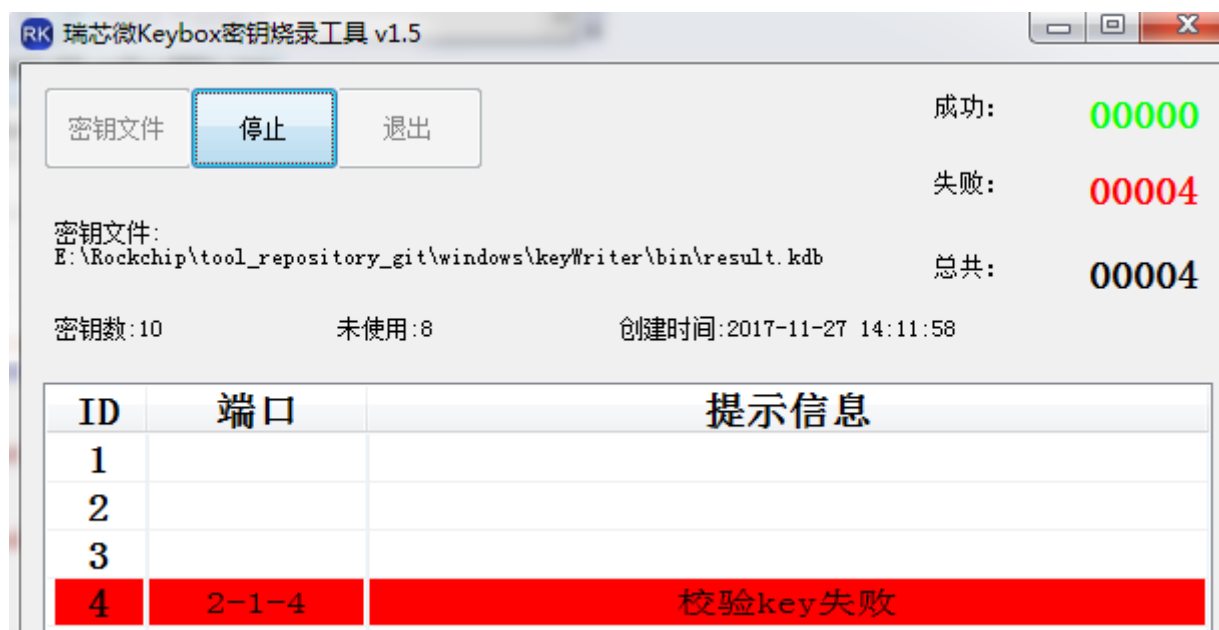 RK 瑞芯微Keybox密钥烧录工具 v1.5
密钥文件 停止 退出
成功: 00000
失败: 00004
密钥文件:
E:\Rockchip\tool_repository_git\windows\keyWriter\bin\result.kdb
总共: 00004
密钥数:10 未使用:8 创建时间:2017-11-27 14:11:58
ID 端口 提示信息
1
2
3
4 2-1-4 校验key失败